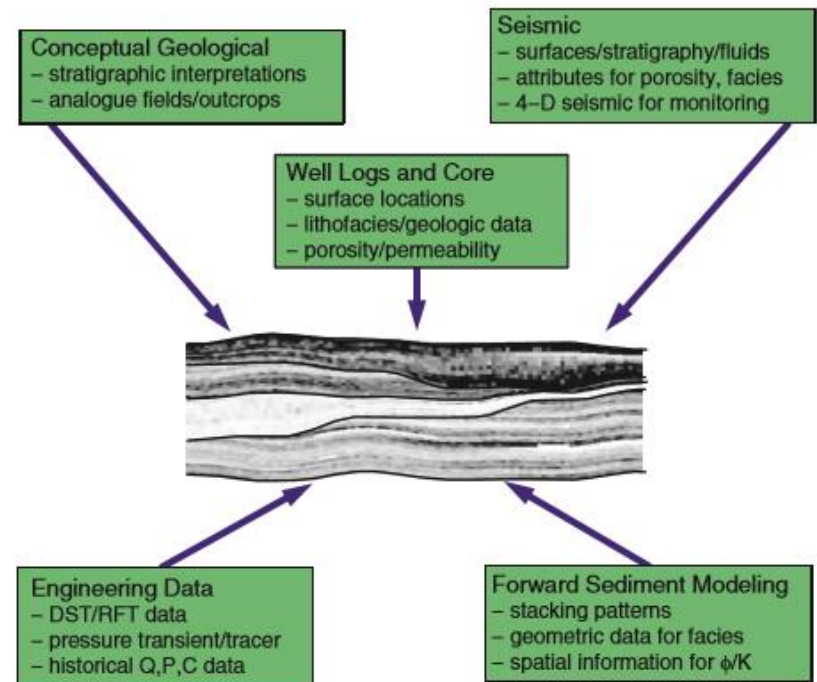 Conceptual Geological
– stratigraphic interpretations
– analogue fields/outcrops
Seismic
– surfaces/stratigraphy/fluids
– attributes for porosity, facies
– 4–D seismic for monitoring
Well Logs and Core
– surface locations
– lithofacies/geologic data
– porosity/permeability
Engineering Data
– DST/RFT data
– pressure transient/tracer
– historical Q,P,C data
Forward Sediment Modeling
– stacking patterns
– geometric data for facies
– spatial information for ϕ/K